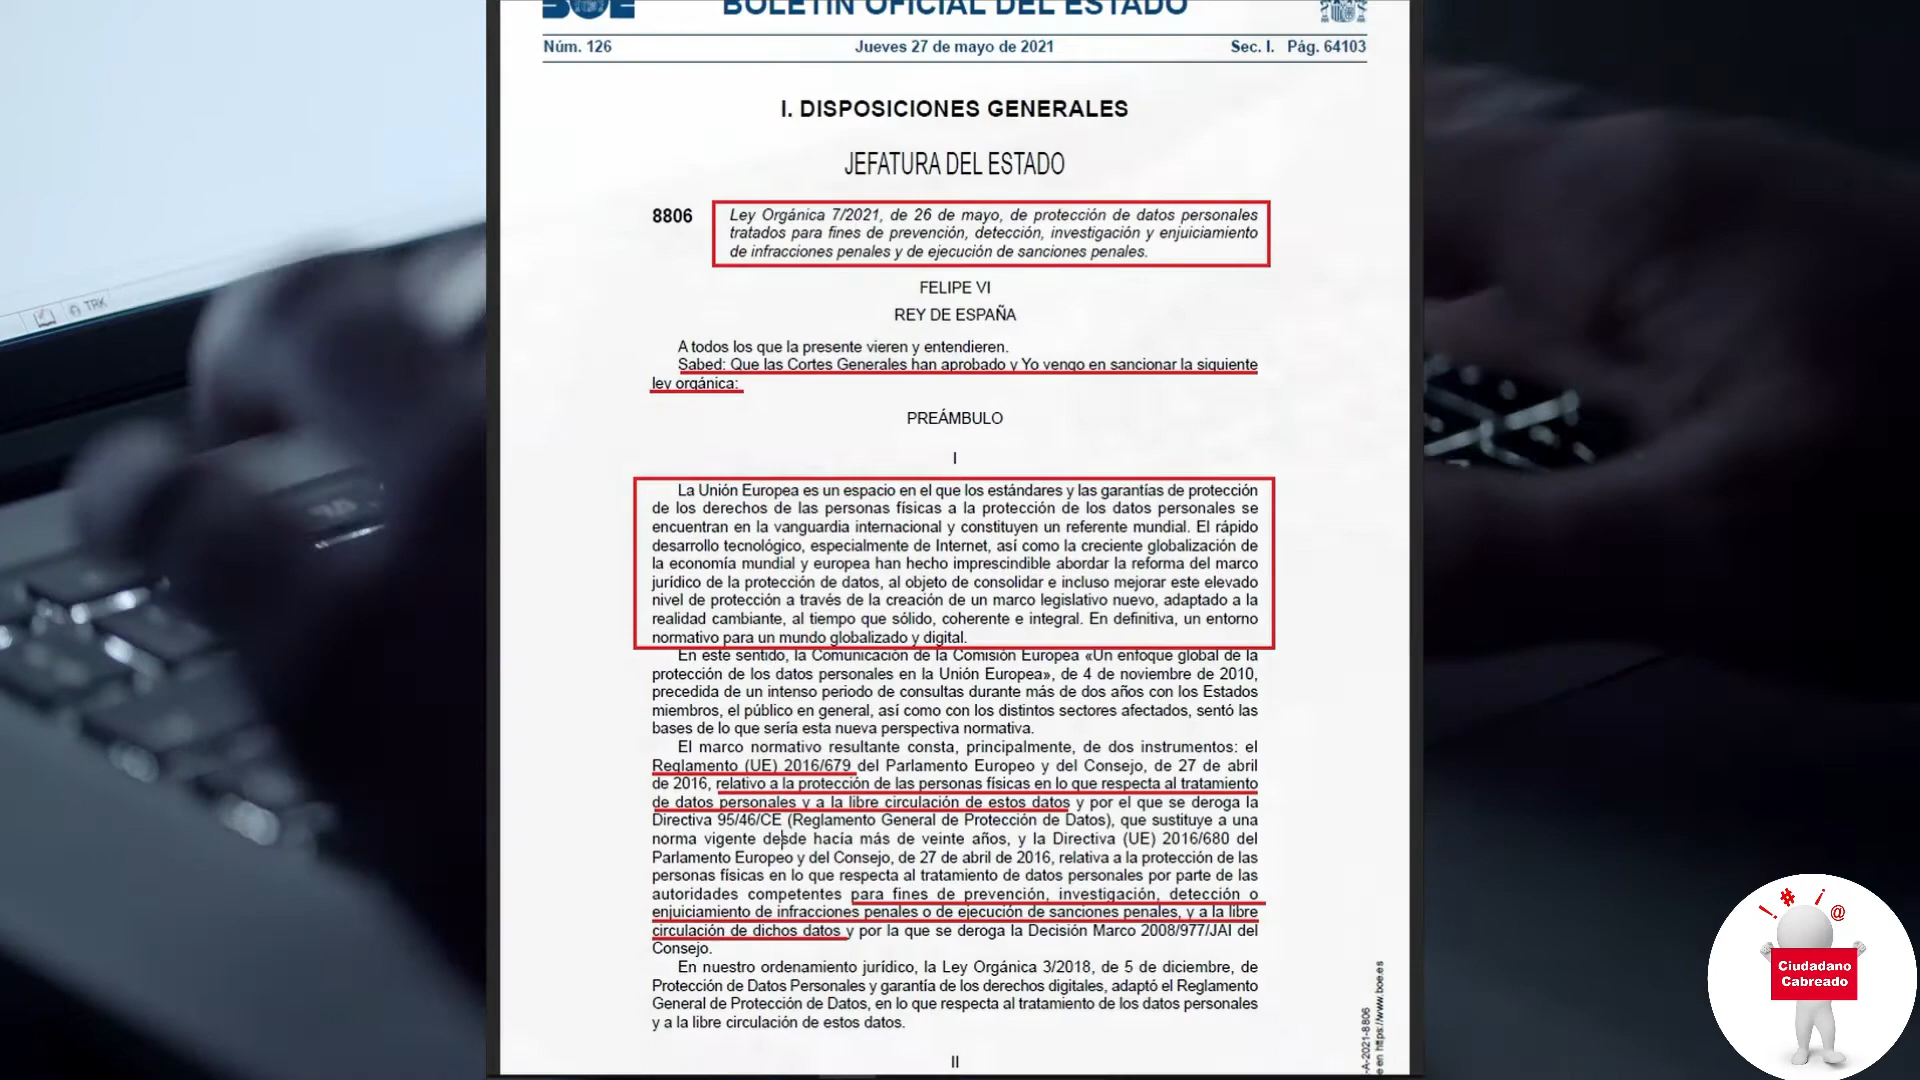 BOE
BOLETÍN OFICIAL DEL ESTADO
Núm. 126 Jueves 27 de mayo de 2021 Sec. I. Pág. 64103
I. DISPOSICIONES GENERALES
JEFATURA DEL ESTADO
8806 Ley Orgánica 7/2021, de 26 de mayo, de protección de datos personales
tratados para fines de prevención, detección, investigación y enjuiciamiento
de infracciones penales y de ejecución de sanciones penales.
FELIPE VI
REY DE ESPAÑA
A todos los que la presente vieren y entendieren.
Sabed: Que las Cortes Generales han aprobado y Yo vengo en sancionar la siguiente
ley orgánica:
PREÁMBULO
I
La Unión Europea es un espacio en el que los estándares y las garantías de protección
de los derechos de las personas físicas a la protección de los datos personales se
encuentran en la vanguardia internacional y constituyen un referente mundial. El rápido
desarrollo tecnológico, especialmente de Internet, así como la creciente globalización de
la economía mundial y europea han hecho imprescindible abordar la reforma del marco
jurídico de la protección de datos, al objeto de consolidar e incluso mejorar este elevado
nivel de protección a través de la creación de un marco legislativo nuevo, adaptado a la
realidad cambiante, al tiempo que sólido, coherente e integral. En definitiva, un entorno
normativo para un mundo globalizado y digital.
En este sentido, la Comunicación de la Comisión Europea «Un enfoque global de la
protección de los datos personales en la Unión Europea», de 4 de noviembre de 2010,
precedida de un intenso periodo de consultas durante más de dos años con los Estados
miembros, el público en general, así como con los distintos sectores afectados, sentó las
bases de lo que sería esta nueva perspectiva normativa.
El marco normativo resultante consta, principalmente, de dos instrumentos: el
Reglamento (UE) 2016/679 del Parlamento Europeo y del Consejo, de 27 de abril
de 2016, relativo a la protección de las personas físicas en lo que respecta al tratamiento
de datos personales y a la libre circulación de estos datos y por el que se deroga la
Directiva 95/46/CE (Reglamento General de Protección de Datos), que sustituye a una
norma vigente desde hacía más de veinte años, y la Directiva (UE) 2016/680 del
Parlamento Europeo y del Consejo, de 27 de abril de 2016, relativa a la protección de las
personas físicas en lo que respecta al tratamiento de datos personales por parte de las
autoridades competentes para fines de prevención, investigación, detección o
enjuiciamiento de infracciones penales o de ejecución de sanciones penales, y a la libre
circulación de dichos datos y por la que se deroga la Decisión Marco 2008/977/JAI del
Consejo.
En nuestro ordenamiento jurídico, la Ley Orgánica 3/2018, de 5 de diciembre, de
Protección de Datos Personales y garantía de los derechos digitales, adaptó el Reglamento
General de Protección de Datos, en lo que respecta al tratamiento de los datos personales
y a la libre circulación de estos datos.
II
-A-2021-8806
e en https://www.boe.es
TRK
! # ¡ @
Ciudadano
Cabreado